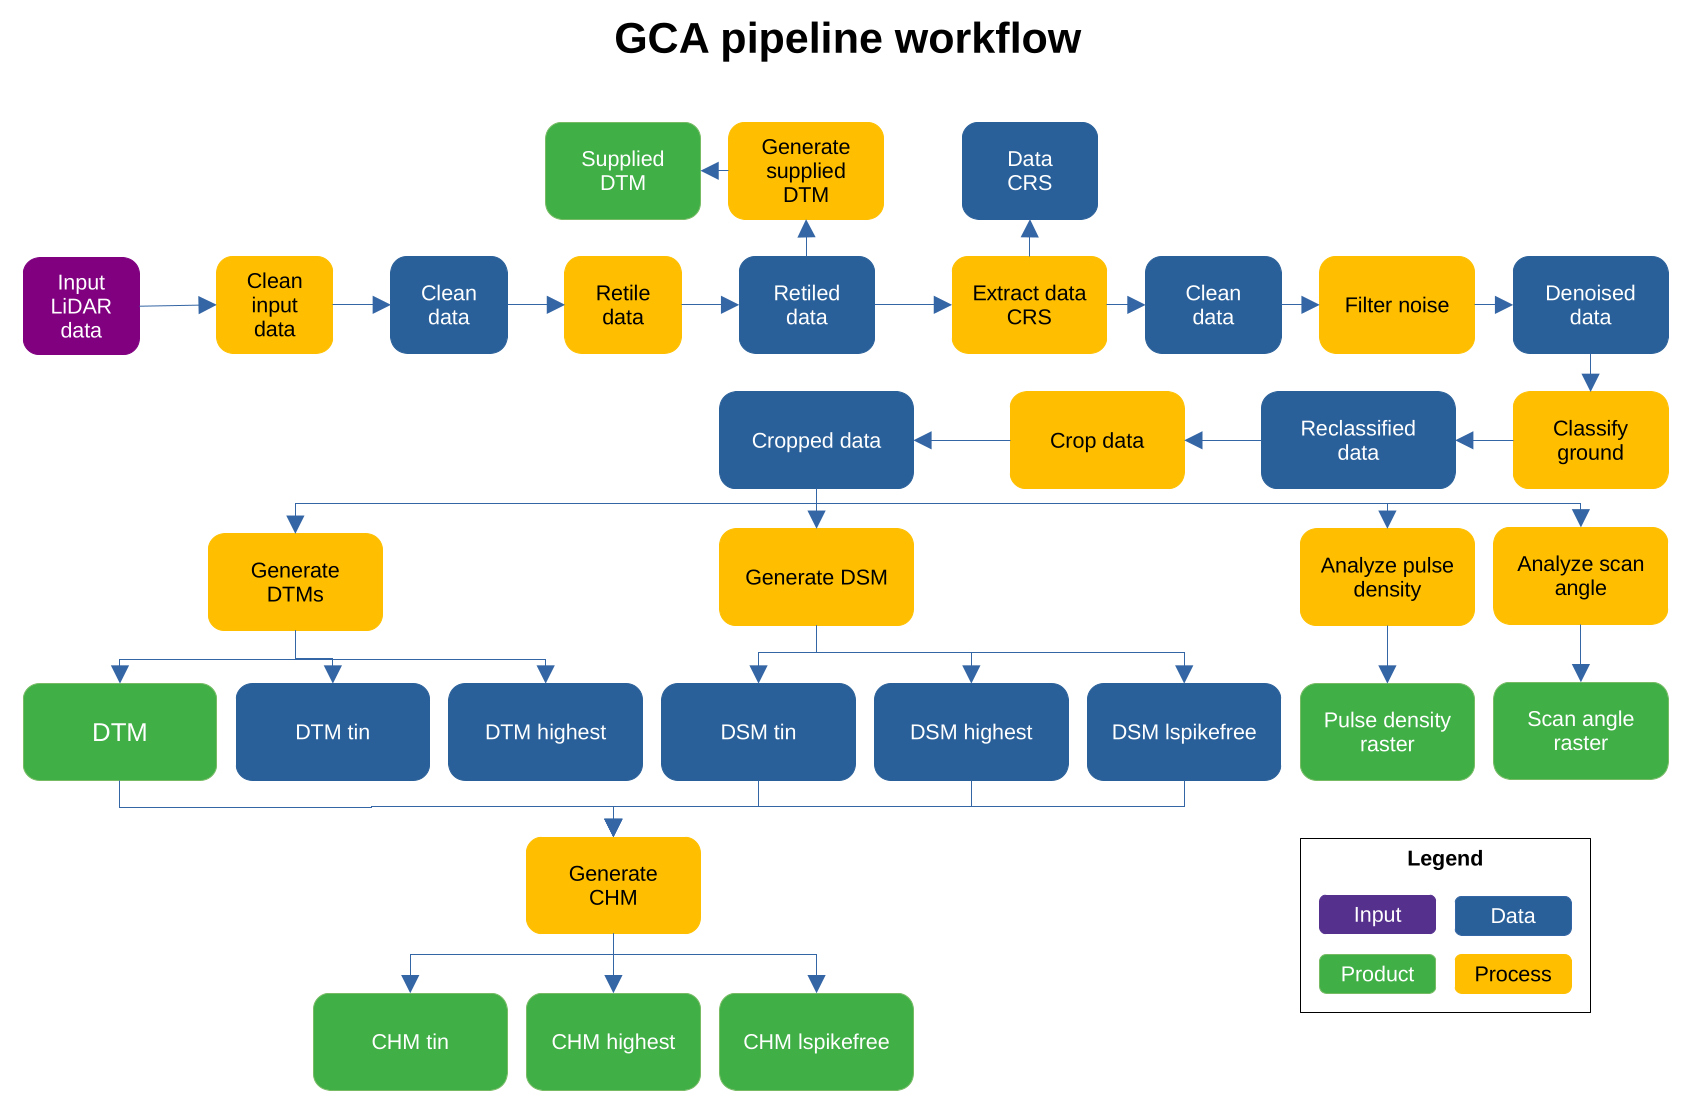 GCA pipeline workflow
Supplied
DTM
Generate
supplied
DTM
Data
CRS
Input
LiDAR
data
Clean
input
data
Clean
data
Retile
data
Retiled
data
Extract data
CRS
Clean
data
Filter noise
Denoised
data
Cropped data
Crop data
Reclassified
data
Classify
ground
Generate
DTMs
Generate DSM
Analyze pulse
density
Analyze scan
angle
DTM
DTM tin
DTM highest
DSM tin
DSM highest
DSM lspikefree
Pulse density
raster
Scan angle
raster
Generate
CHM
Legend
Input
Data
Product
Process
CHM tin
CHM highest
CHM lspikefree